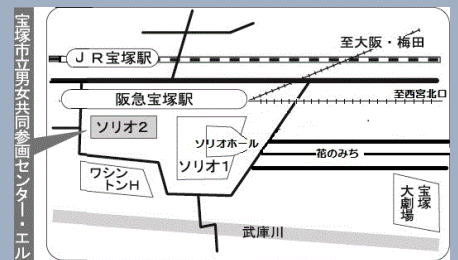 宝塚市立男女共同参画センター・エル
ＪＲ宝塚駅
至大阪・梅田
阪急宝塚駅
至西宮北口
ソリオ2
ソリオホール
ソリオ1
花のみち
ワシン
トンH
宝塚
大劇場
武庫川